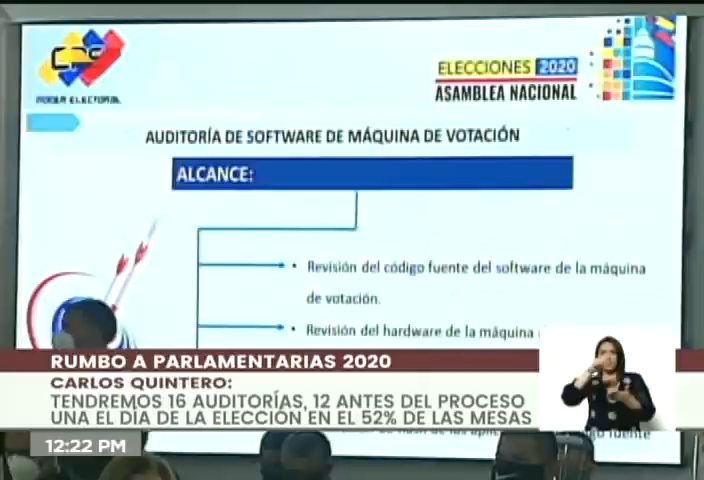 cne
PODER ELECTORAL
ELECCIONES 2020
ASAMBLEA NACIONAL
AUDITORÍA DE SOFTWARE DE MÁQUINA DE VOTACIÓN
ALCANCE:
• Revisión del código fuente del software de la máquina
de votación.
• Revisión del hardware de la máquina
RUMBO A PARLAMENTARIAS 2020
CARLOS QUINTERO:
TENDREMOS 16 AUDITORÍAS, 12 ANTES DEL PROCESO
UNA EL DÍA DE LA ELECCIÓN EN EL 52% DE LAS MESAS
fuente
12:22 PM